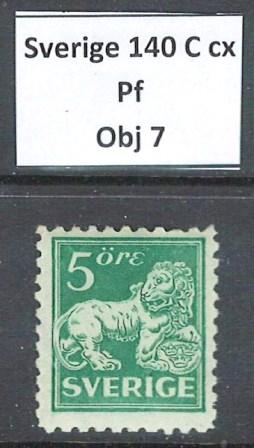 Sverige 140 C cx
Pf
Obj 7
5 öre
SVERIGE